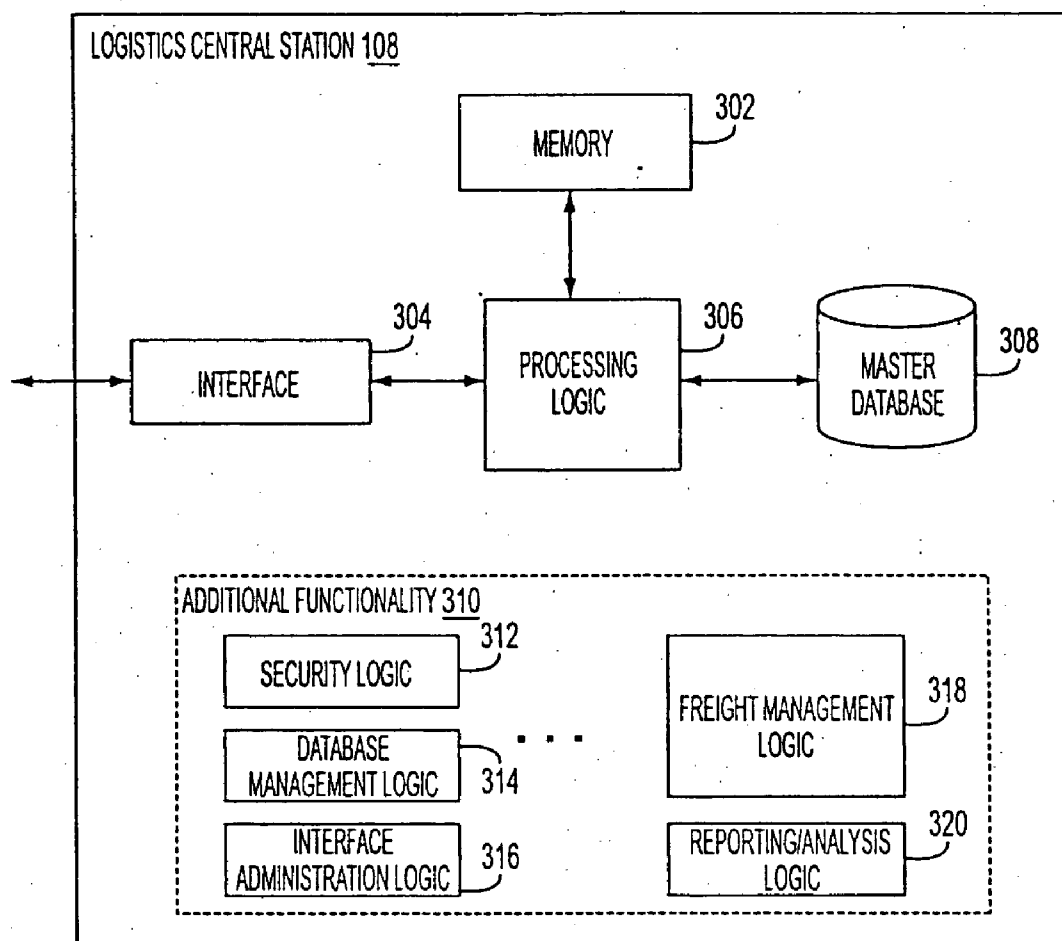 LOGISTICS CENTRAL STATION 108
302
MEMORY
304
INTERFACE
306
PROCESSING
LOGIC
308
MASTER
DATABASE
ADDITIONAL FUNCTIONALITY 310
312
SECURITY LOGIC
DATABASE
MANAGEMENT LOGIC
314
INTERFACE
ADMINISTRATION LOGIC
316
. . .
FREIGHT MANAGEMENT
LOGIC
318
REPORTING/ANALYSIS
LOGIC
320